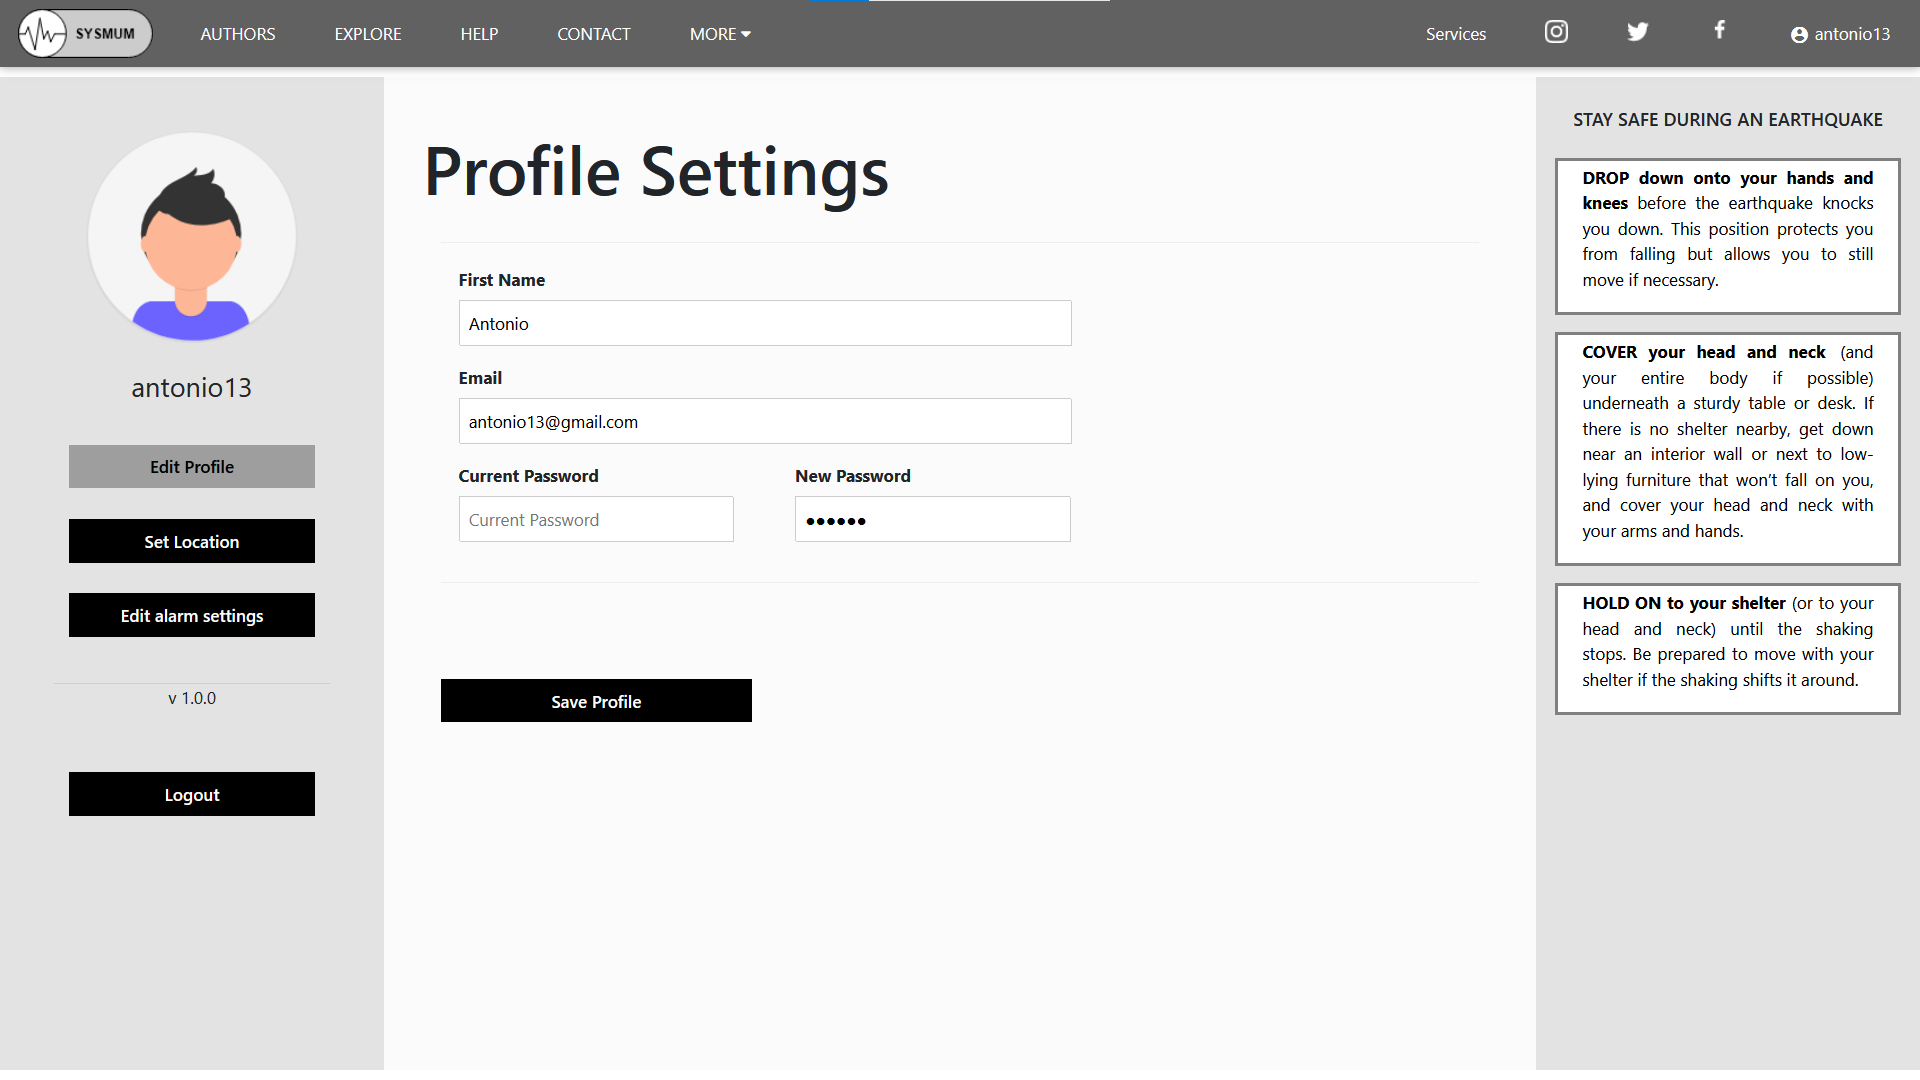 SYSMUM
AUTHORS
EXPLORE
HELP
CONTACT
MORE
Services
antonio13
antonio13
Edit Profile
Set Location
Edit alarm settings
v 1.0.0
Logout
Profile Settings
First Name
Antonio
Email
antonio13@gmail.com
Current Password
New Password
Current Password
●●●●●●
Save Profile
STAY SAFE DURING AN EARTHQUAKE
DROP down onto your hands and
knees before the earthquake knocks
you down. This position protects you
from falling but allows you to still
move if necessary.
COVER your head and neck (and
your entire body if possible)
underneath a sturdy table or desk. If
there is no shelter nearby, get down
near an interior wall or next to low-
lying furniture that won’t fall on you,
and cover your head and neck with
your arms and hands.
HOLD ON to your shelter (or to your
head and neck) until the shaking
stops. Be prepared to move with your
shelter if the shaking shifts it around.